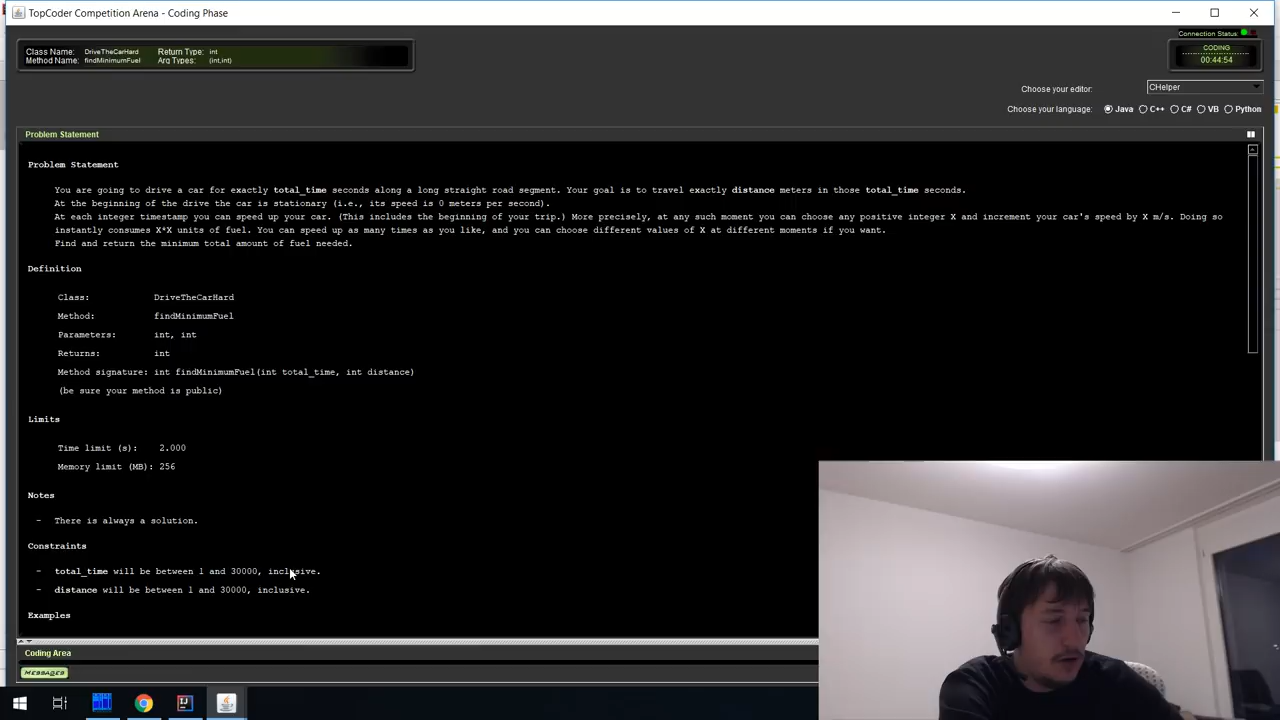 TopCoder Competition Arena - Coding Phase
Connection Status
Class Name: DriveTheCarHard Return Type: int
Method Name: findMinimumFuel Arg Types: (int,int)
CODING
00:44:54
Choose your editor: CHelper
Choose your language: Java C++ C# VB Python
Problem Statement
Problem Statement
You are going to drive a car for exactly total_time seconds along a long straight road segment. Your goal is to travel exactly distance meters in those total_time seconds.
At the beginning of the drive the car is stationary (i.e., its speed is 0 meters per second).
At each integer timestamp you can speed up your car. (This includes the beginning of your trip.) More precisely, at any such moment you can choose any positive integer X and increment your car's speed by X m/s. Doing so
instantly consumes X*X units of fuel. You can speed up as many times as you like, and you can choose different values of X at different moments if you want.
Find and return the minimum total amount of fuel needed.
Definition
Class: DriveTheCarHard
Method: findMinimumFuel
Parameters: int, int
Returns: int
Method signature: int findMinimumFuel(int total_time, int distance)
(be sure your method is public)
Limits
Time limit (s): 2.000
Memory limit (MB): 256
Notes
- There is always a solution.
Constraints
- total_time will be between 1 and 30000, inclusive.
- distance will be between 1 and 30000, inclusive.
Examples
Coding Area
MESSAGES